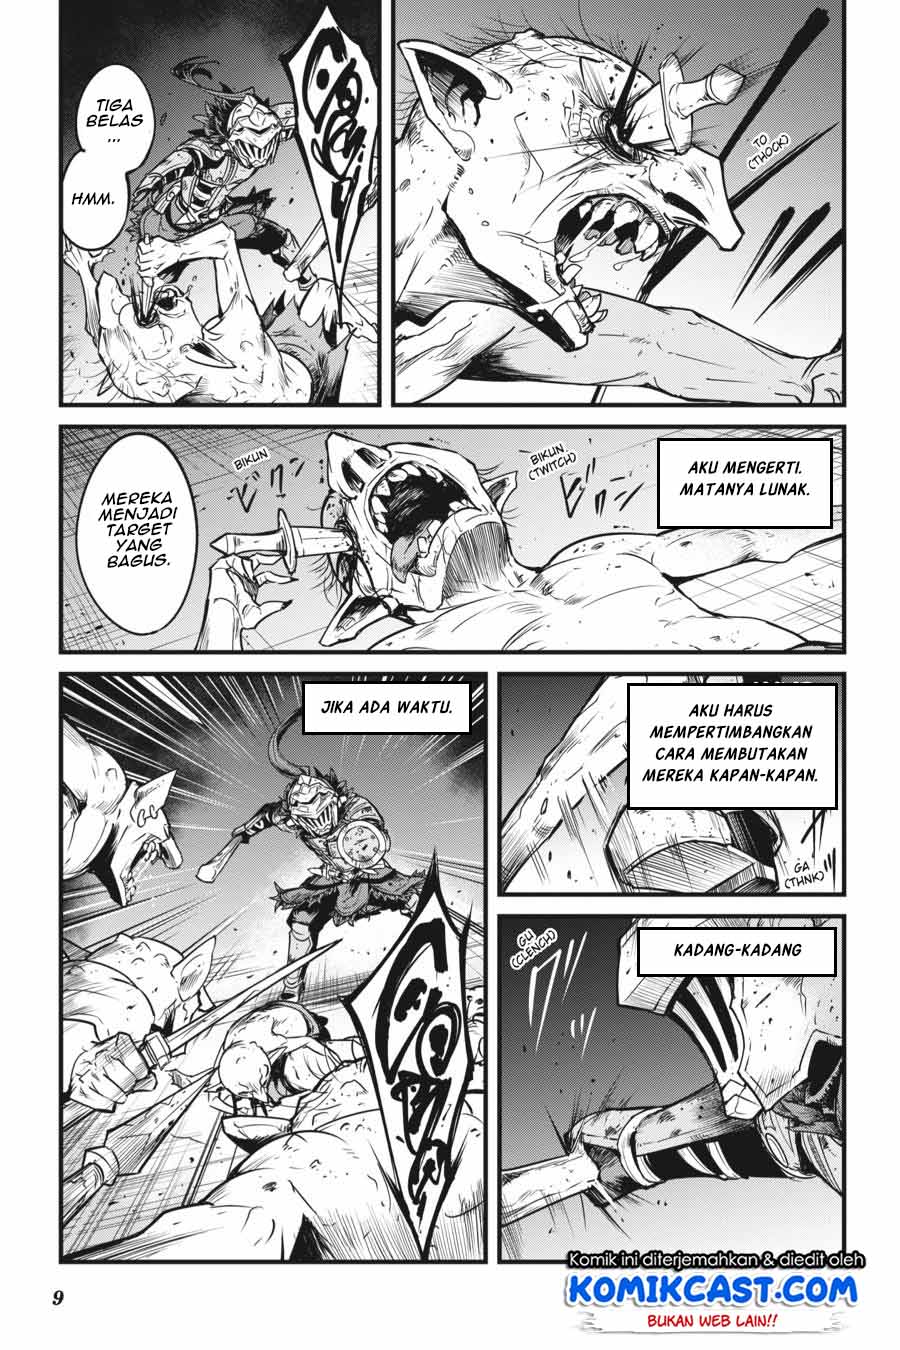 TO
(THOCK)
TIGA
BELAS
...
HMM.
AKU MENGERTI.
MATANYA LUNAK.
BIKUN
(TWITCH)
BIKUN
MEREKA
MENJADI
TARGET
YANG
BAGUS.
AKU HARUS
MEMPERTIMBANGKAN
CARA MEMBUTAKAN
MEREKA KAPAN-KAPAN.
GA
(THNK)
JIKA ADA WAKTU.
KADANG-KADANG
GU
(CLENCH)
Komik ini diterjemahkan & diedit oleh
KOMIKCAST.COM
BUKAN WEB LAIN!!
9